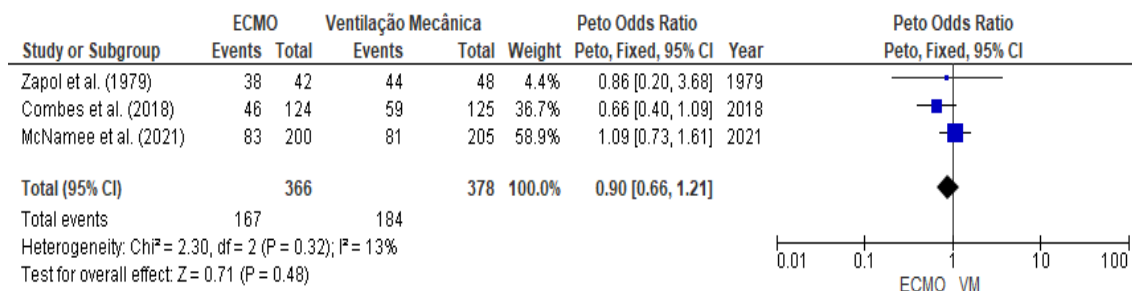 ECMO Ventilação Mecânica Peto Odds Ratio Peto Odds Ratio
Study or Subgroup Events Total Events Total Weight Peto, Fixed, 95% CI Year Peto, Fixed, 95% CI
Zapol et al. (1979) 38 42 44 48 4.4% 0.86 [0.20, 3.68] 1979
Combes et al. (2018) 46 124 59 125 36.7% 0.66 [0.40, 1.09] 2018
McNamee et al. (2021) 83 200 81 205 58.9% 1.09 [0.73, 1.61] 2021
Total (95% CI) 366 378 100.0% 0.90 [0.66, 1.21]
Total events 167 184
Heterogeneity: Chi² = 2.30, df = 2 (P = 0.32); I² = 13%
Test for overall effect: Z = 0.71 (P = 0.48)
0.01 0.1 1 10 100
ECMO VM